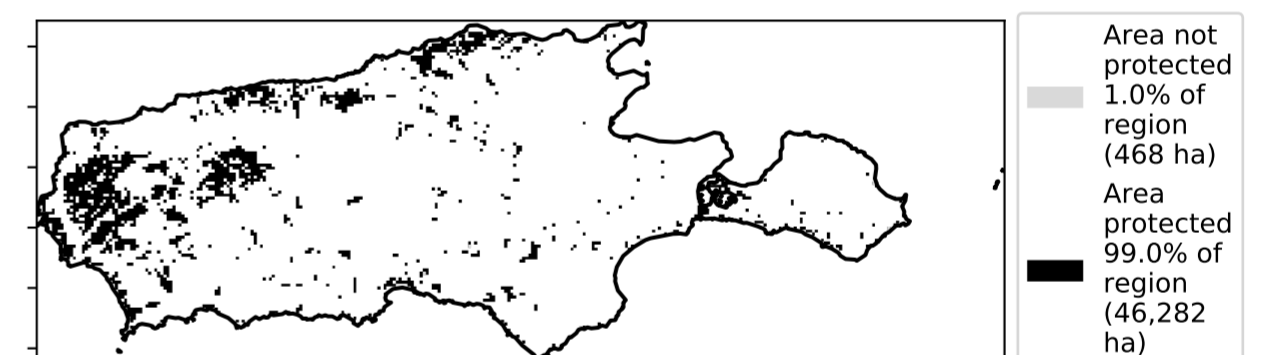 Area not
protected
1.0% of
region
(468 ha)
Area
protected
99.0% of
region
(46,282
ha)